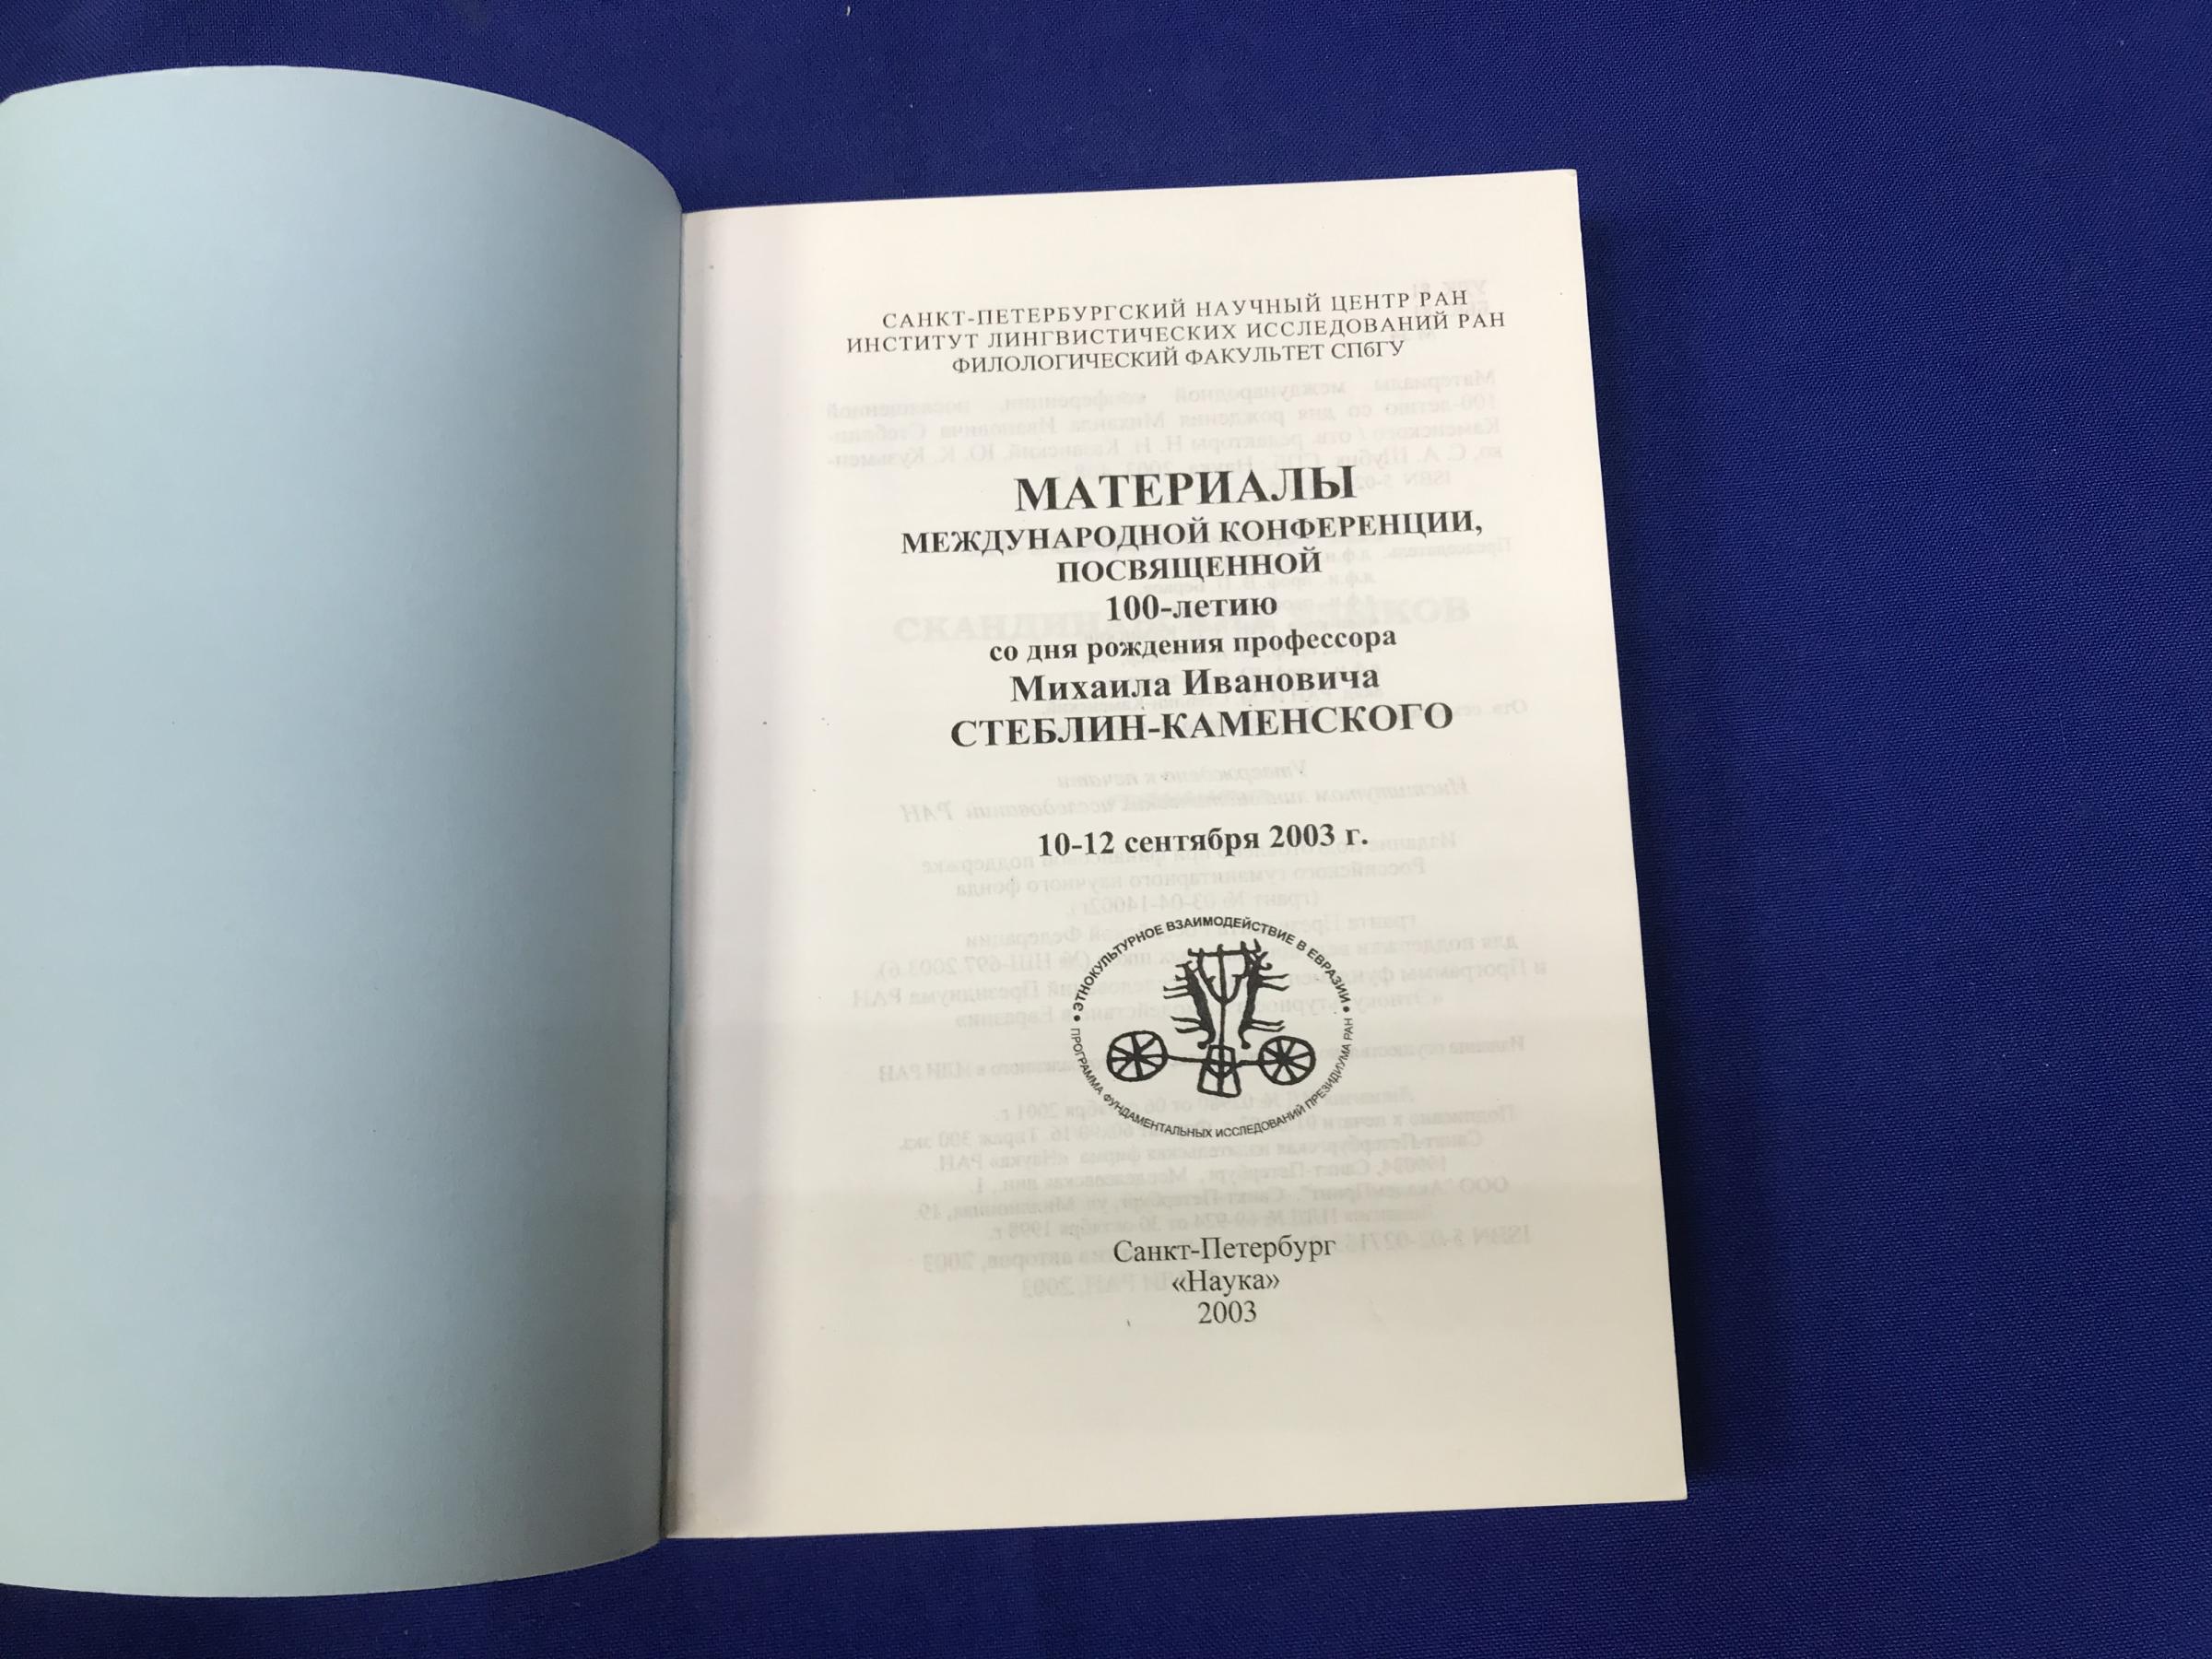 САНКТ-ПЕТЕРБУРГСКИЙ НАУЧНЫЙ ЦЕНТР РАН
ИНСТИТУТ ЛИНГВИСТИЧЕСКИХ ИССЛЕДОВАНИЙ РАН
ФИЛОЛОГИЧЕСКИЙ ФАКУЛЬТЕТ СПбГУ
МАТЕРИАЛЫ
МЕЖДУНАРОДНОЙ КОНФЕРЕНЦИИ,
ПОСВЯЩЕННОЙ
100-летию
со дня рождения профессора
Михаила Ивановича
СТЕБЛИН-КАМЕНСКОГО
10-12 сентября 2003 г.
• ЭТНОКУЛЬТУРНОЕ ВЗАИМОДЕЙСТВИЕ В ЕВРАЗИИ •
ПРОГРАММА ФУНДАМЕНТАЛЬНЫХ ИССЛЕДОВАНИЙ ПРЕЗИДИУМА РАН
Санкт-Петербург
«Наука»
2003